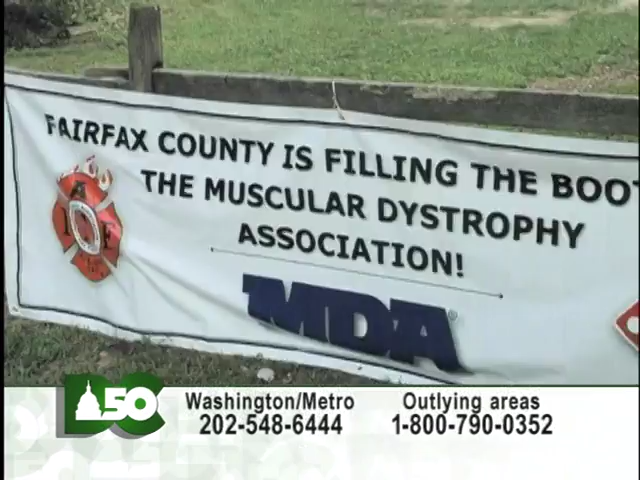 FAIRFAX COUNTY IS FILLING THE BOOT
THE MUSCULAR DYSTROPHY
ASSOCIATION!
MDA®
I F
DC50
Washington/Metro Outlying areas
202-548-6444 1-800-790-0352